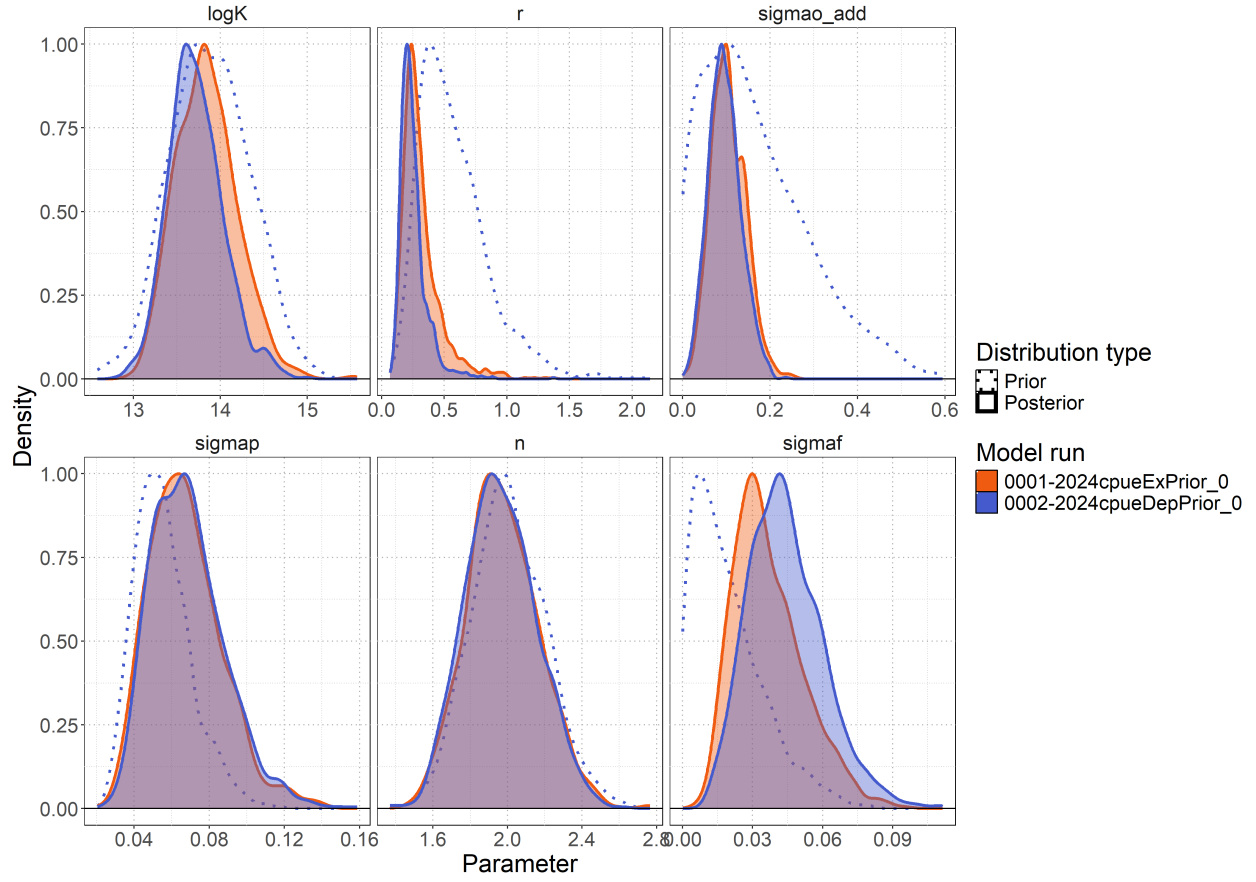 logK r sigmao_add
1.00
0.75
0.50
0.25
0.00
13 14 15 0.0 0.5 1.0 1.5 2.0 0.0 0.2 0.4 0.6
Density
sigmap n sigmaf
1.00
0.75
0.50
0.25
0.00
0.04 0.08 0.12 0.16 1.6 2.0 2.4 2.8 0.00 0.03 0.06 0.09
Parameter
Distribution type
Prior
Posterior
Model run
0001-2024cpueExPrior_0
0002-2024cpueDepPrior_0